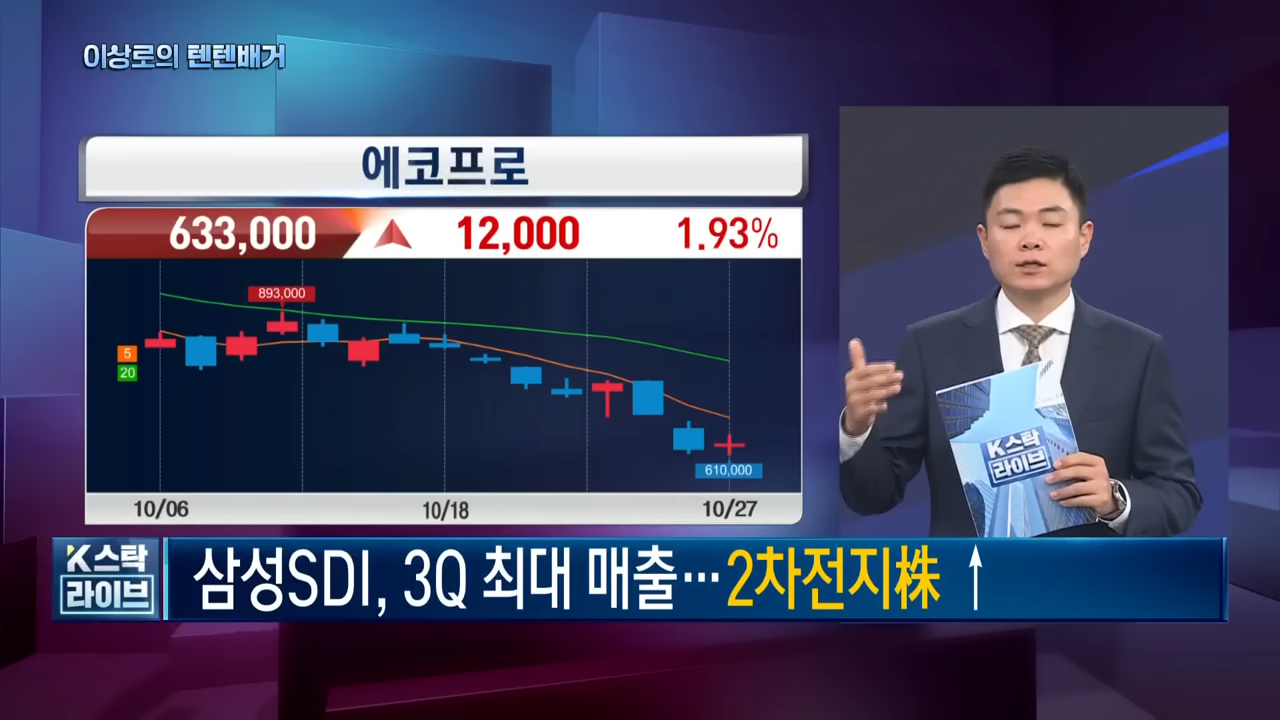 이상로의 텐텐배거
에코프로
633,000 ▲ 12,000 1.93%
893,000
5
20
610,000
10/06 10/18 10/27
K스탁
라이브
K스탁
라이브
삼성SDI, 3Q 최대 매출…2차전지株 ↑